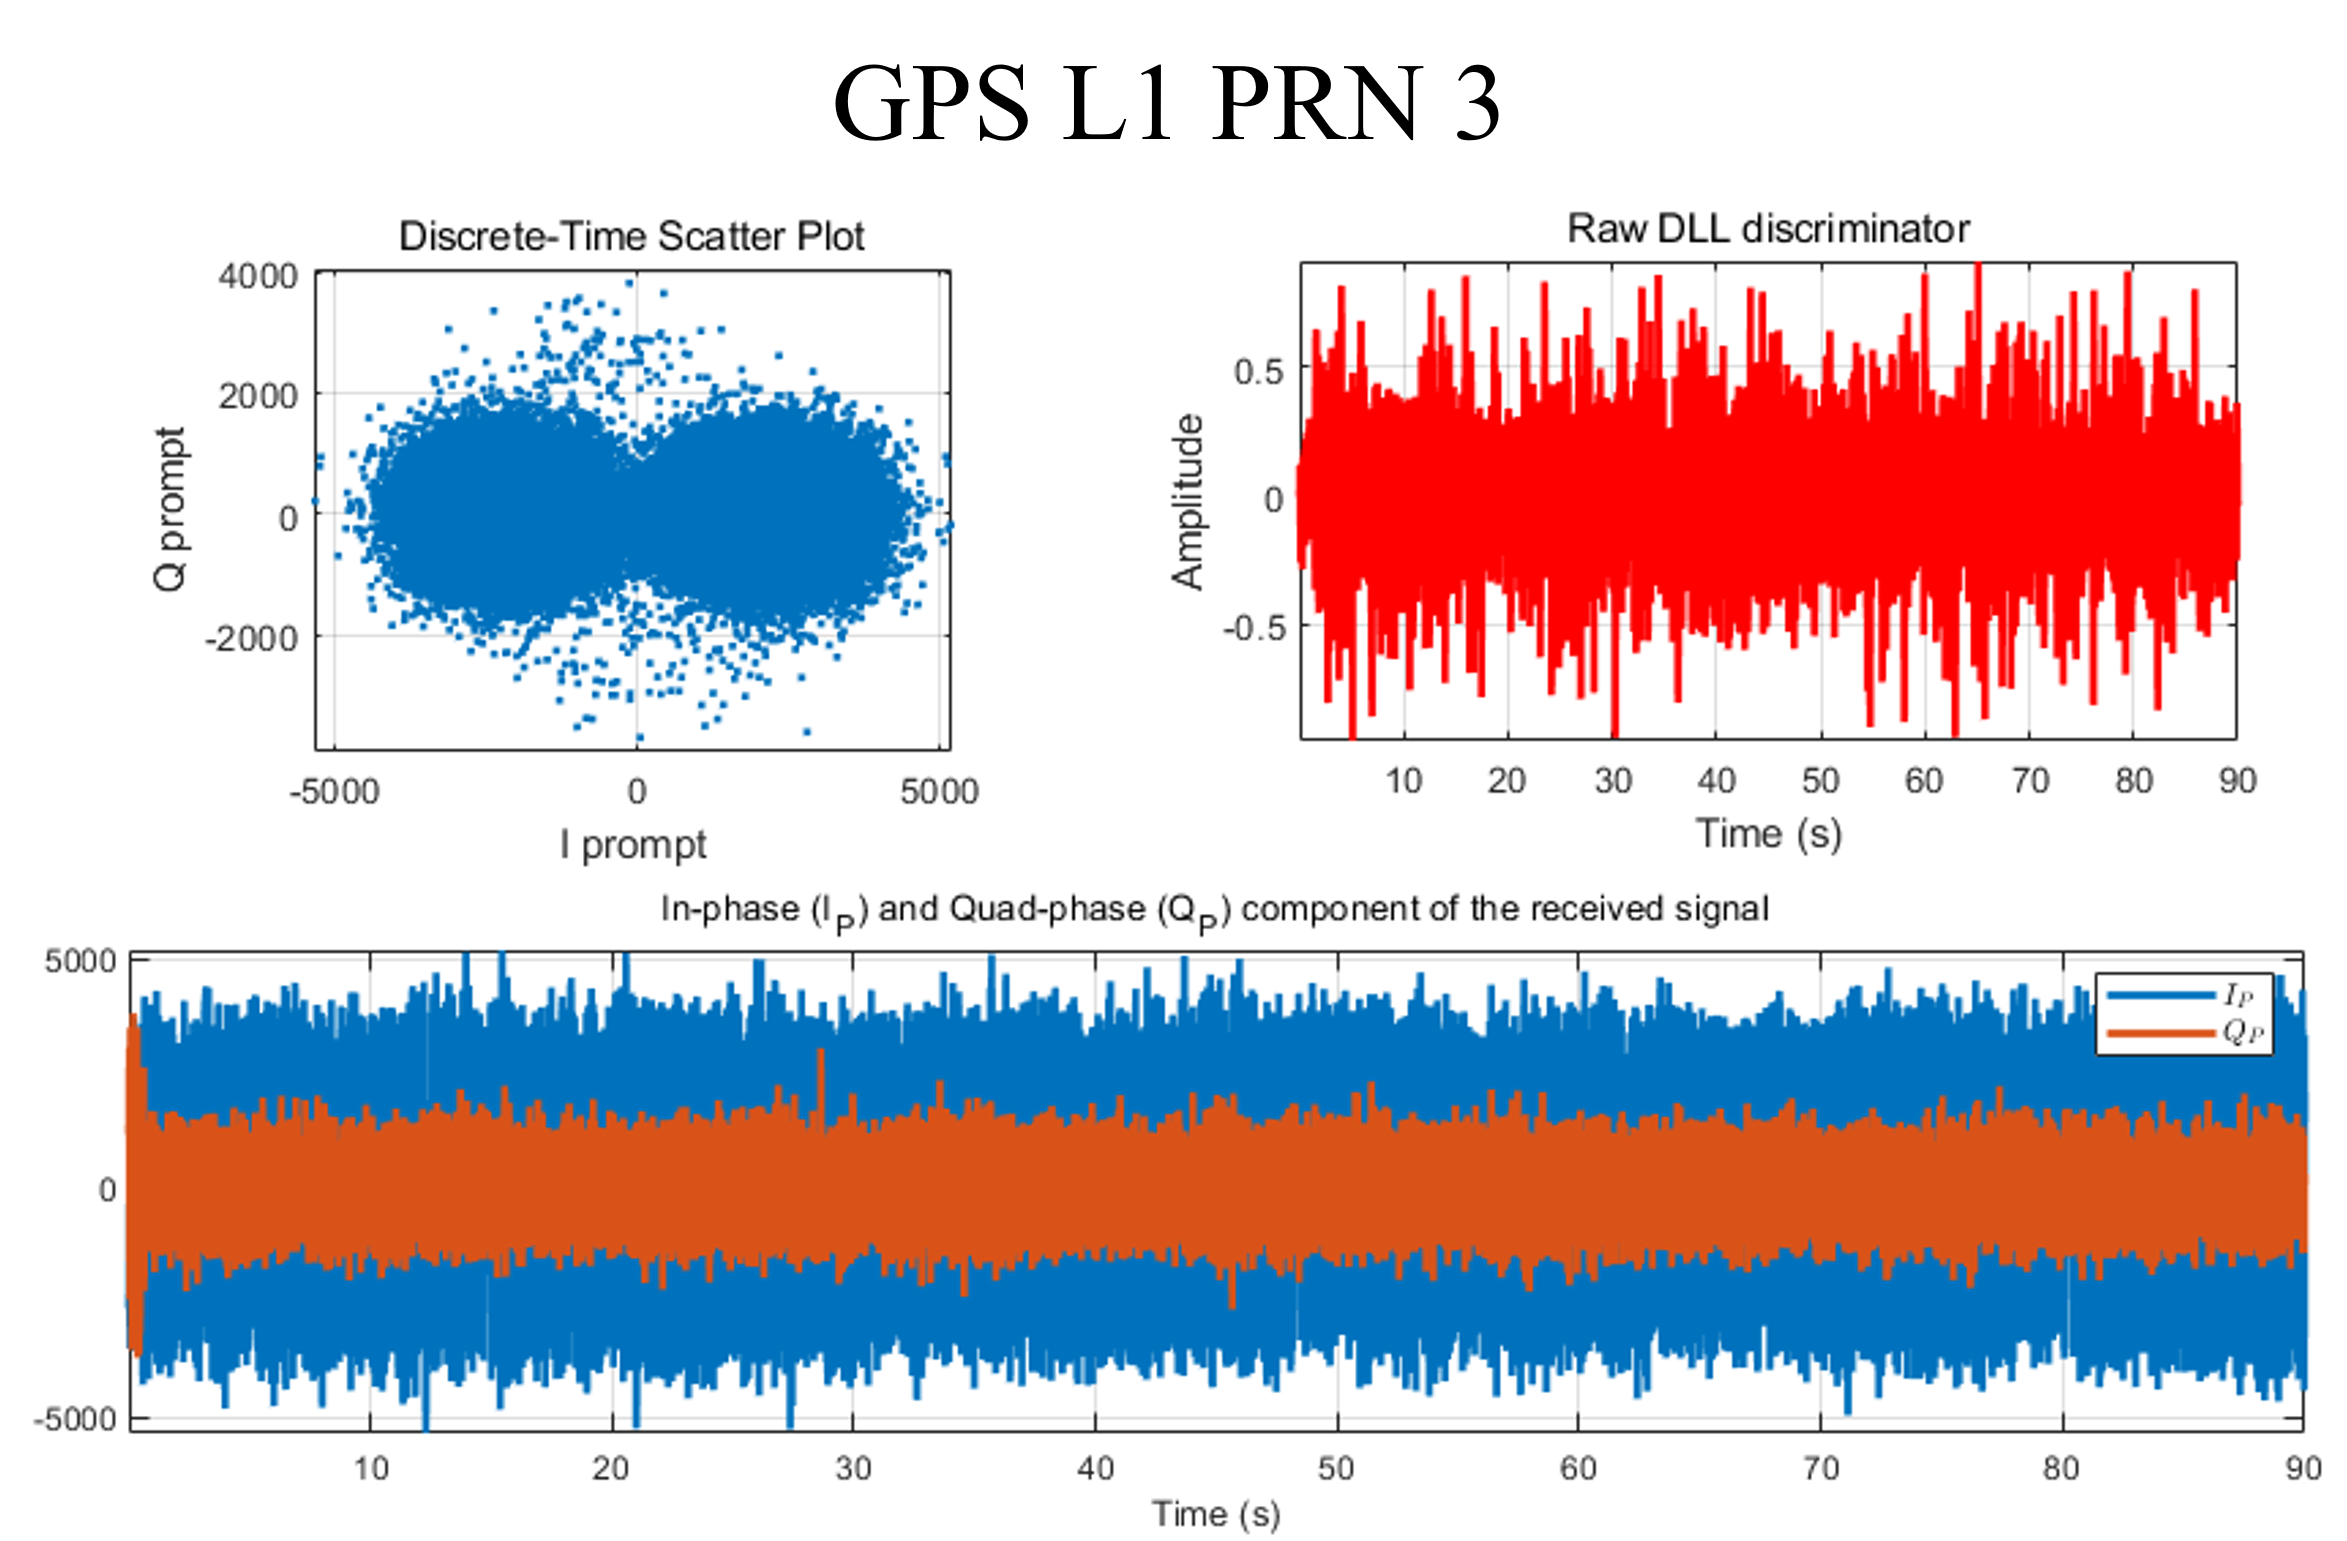 GPS L1 PRN 3
Discrete-Time Scatter Plot
4000
2000
0
-2000
Q prompt
-5000 0 5000
I prompt
Raw DLL discriminator
0.5
0
-0.5
Amplitude
10 20 30 40 50 60 70 80 90
Time (s)
In-phase (I_P) and Quad-phase (Q_P) component of the received signal
5000
0
-5000
I_P
Q_P
10 20 30 40 50 60 70 80 90
Time (s)